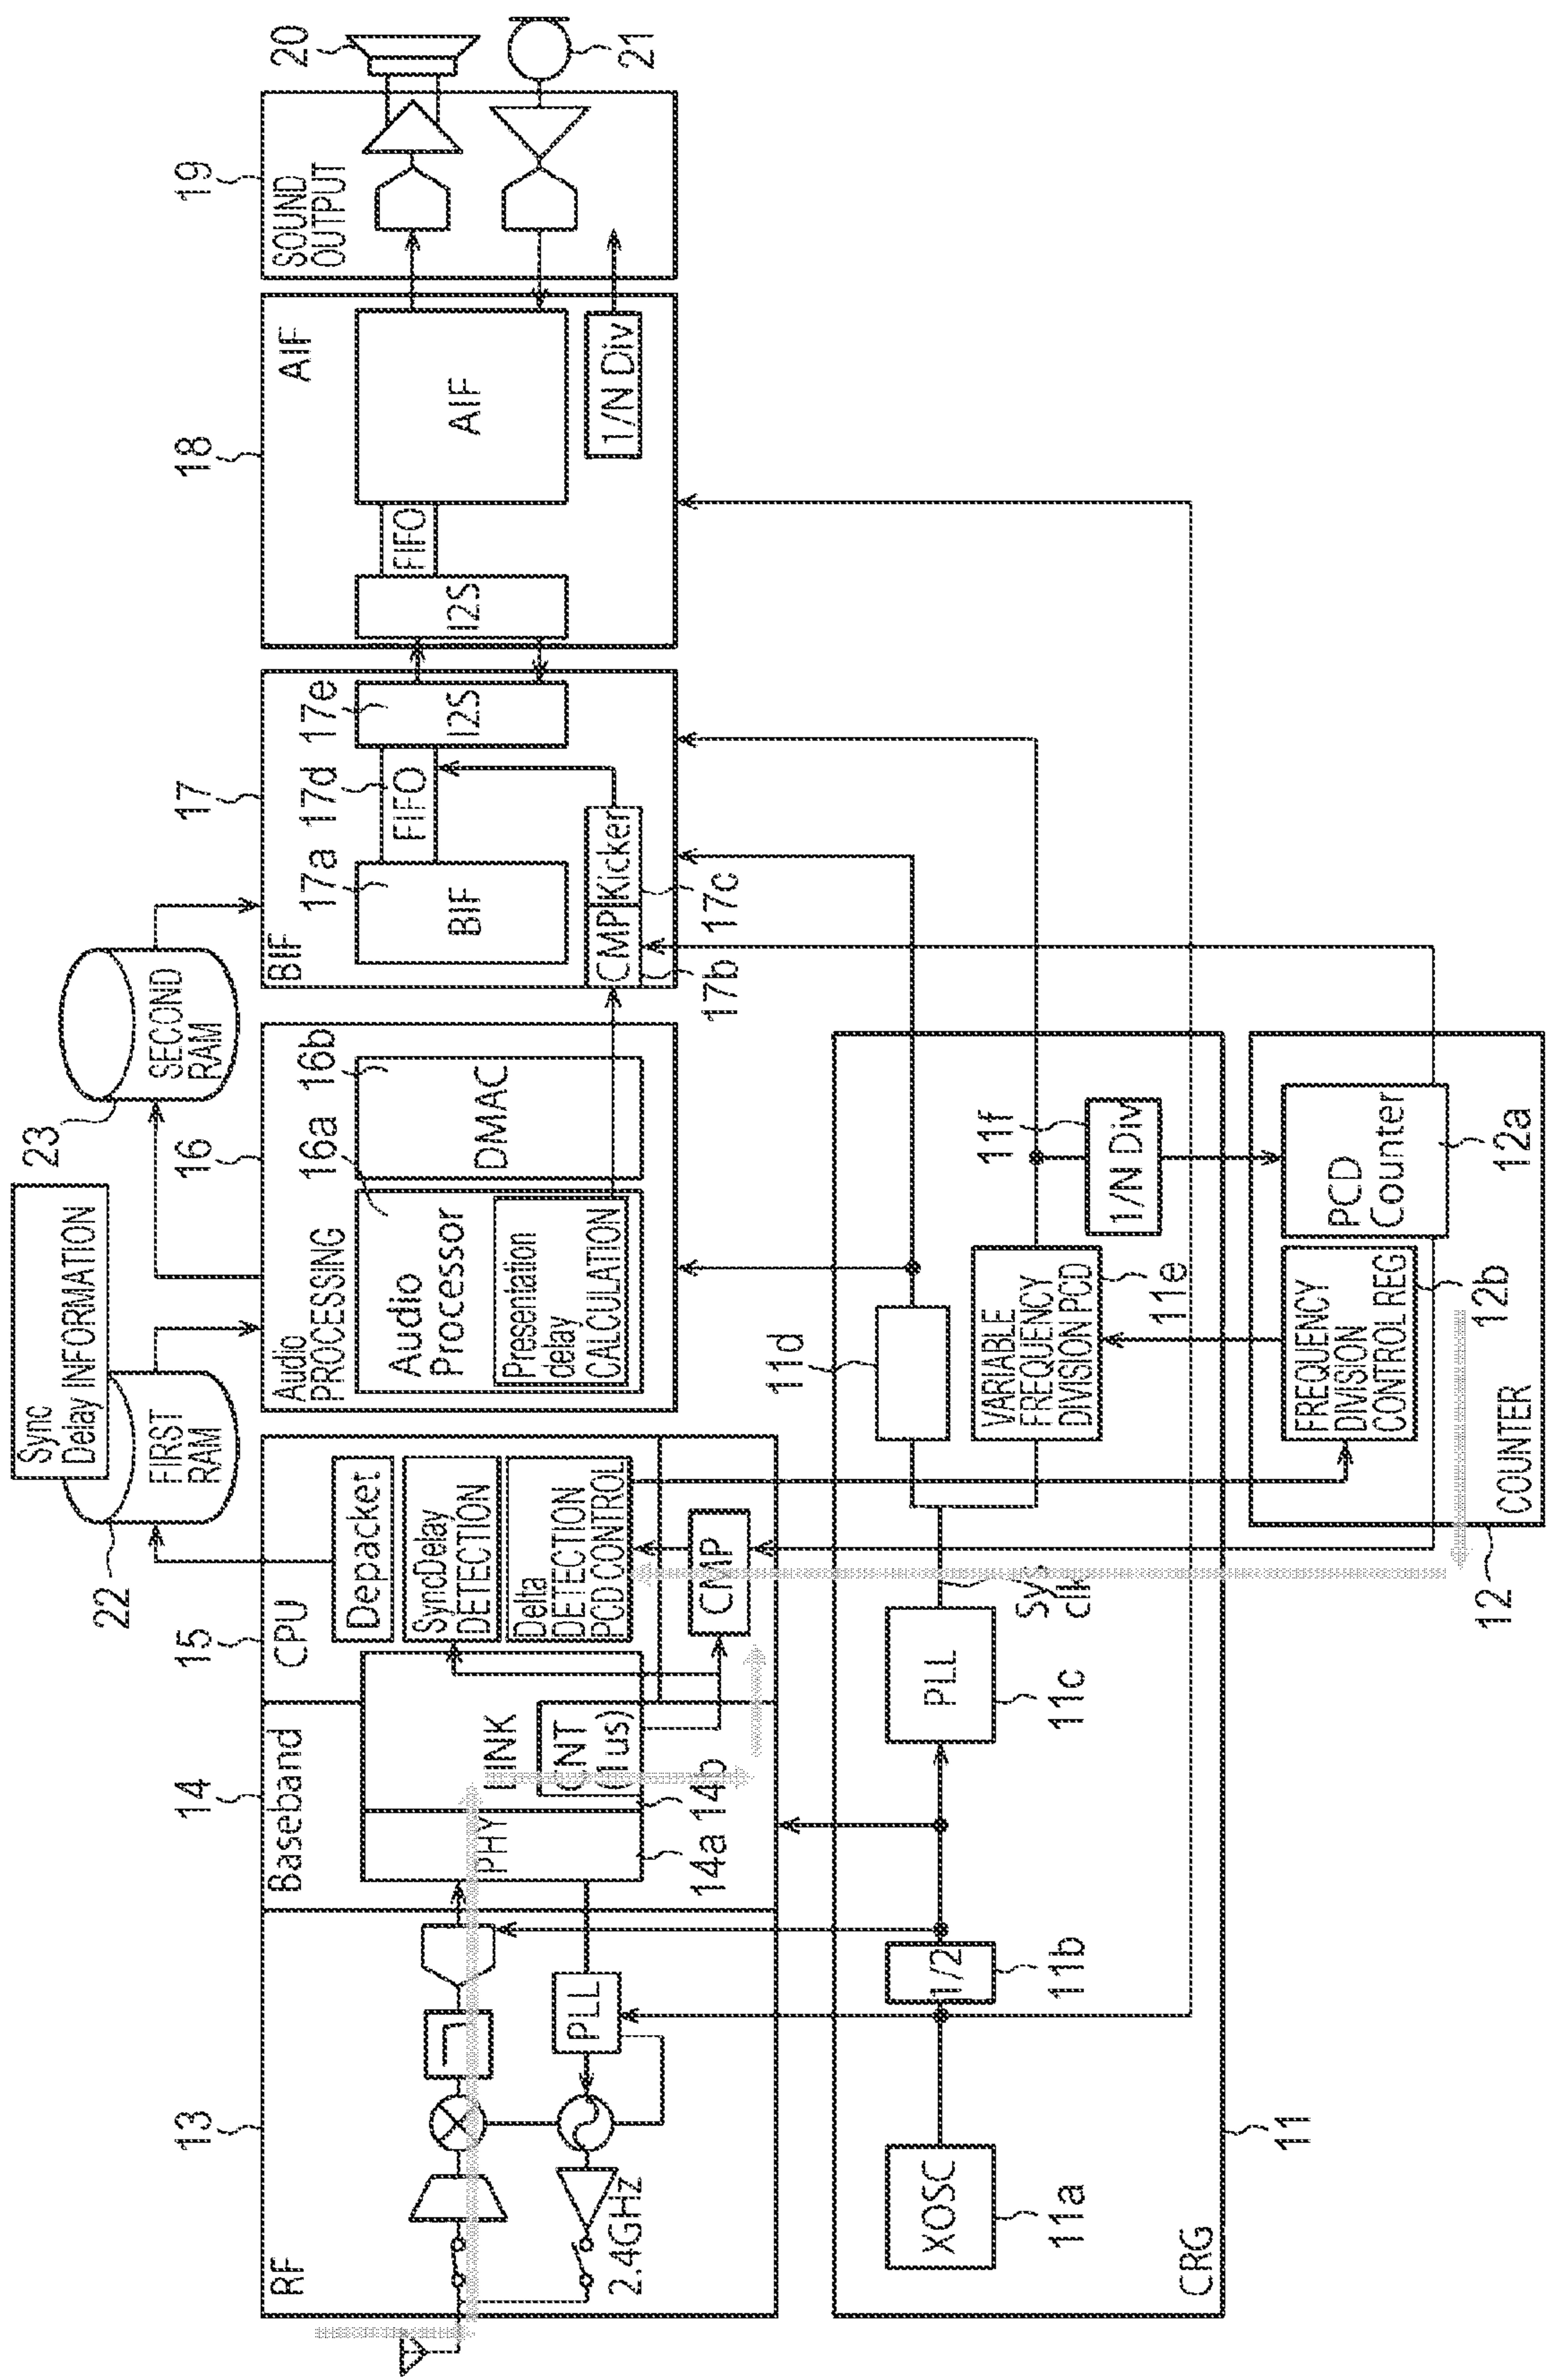 13
14
15
22
23
16
17
18
19
20
21
RF
2.4GHz
PLL
Baseband
PHY
LINK
CNT
(1us)
14a
14b
CPU
Depacket
SyncDelay
DETECTION
Delta
DETECTION
PCD CONTROL
CMP
Sync
Delay INFORMATION
FIRST
RAM
SECOND
RAM
Audio
PROCESSING
16a
16b
Audio
Processor
Presentation
delay
CALCULATION
DMAC
BIF
17a
17d
17e
BIF
FIFO
I2S
CMP
Kicker
17b
17c
AIF
I2S
FIFO
AIF
1/N Div
SOUND
OUTPUT
CRG
11
XOSC
11a
1/2
11b
PLL
11c
Sys
clk
11d
VARIABLE
FREQUENCY
DIVISION PCD
11e
11f
1/N Div
COUNTER
12
FREQUENCY
DIVISION
CONTROL REG
12b
PCD
Counter
12a